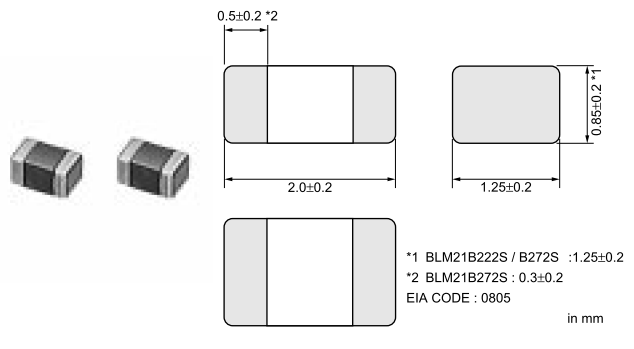 0.5±0.2 *2
0.85±0.2 *1
2.0±0.2
1.25±0.2
*1 BLM21B222S / B272S :1.25±0.2
*2 BLM21B272S : 0.3±0.2
EIA CODE : 0805
in mm